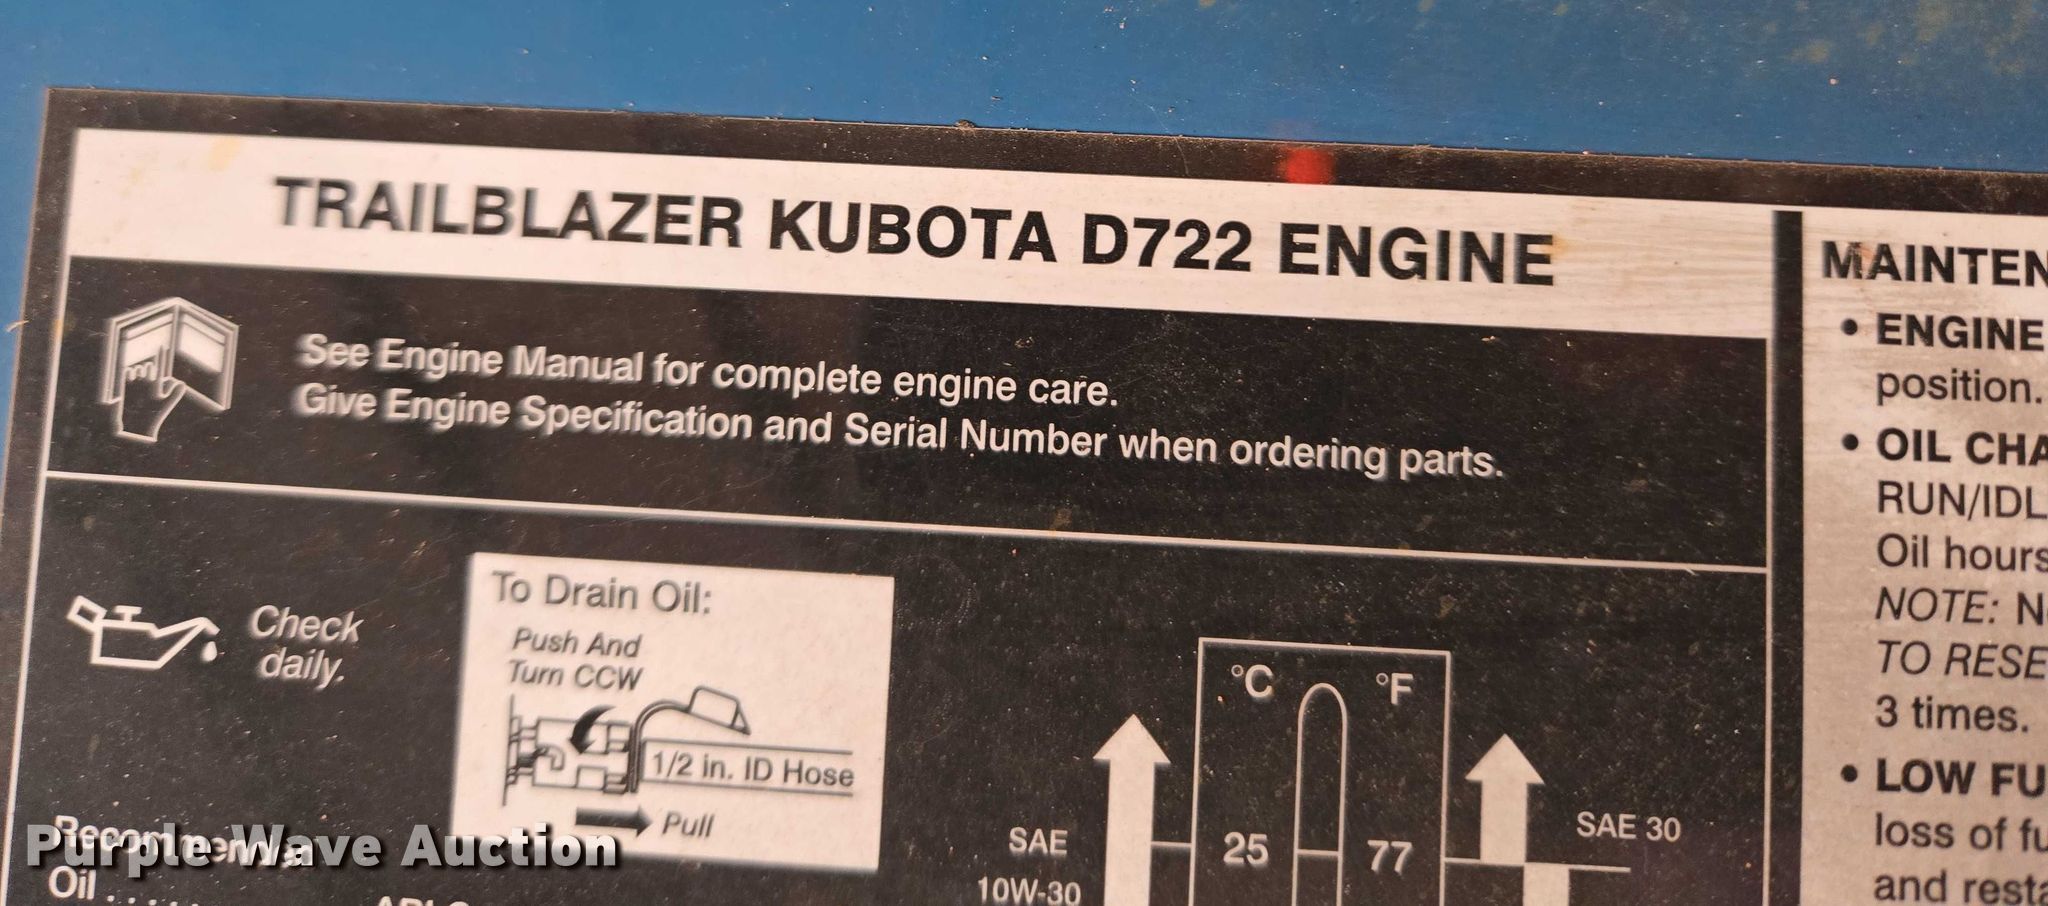 TRAILBLAZER KUBOTA D722 ENGINE
See Engine Manual for complete engine care.
Give Engine Specification and Serial Number when ordering parts.
Check
daily.
To Drain Oil:
Push And
Turn CCW
1/2 in. ID Hose
Pull
Oil . . . . . .
°C
°F
25
77
SAE
10W-30
SAE 30
MAINTEN
• ENGINE
position.
• OIL CHA
RUN/IDL
Oil hours
NOTE: N
TO RESE
3 times.
• LOW FU
loss of fu
and resta
Purple Wave Auction